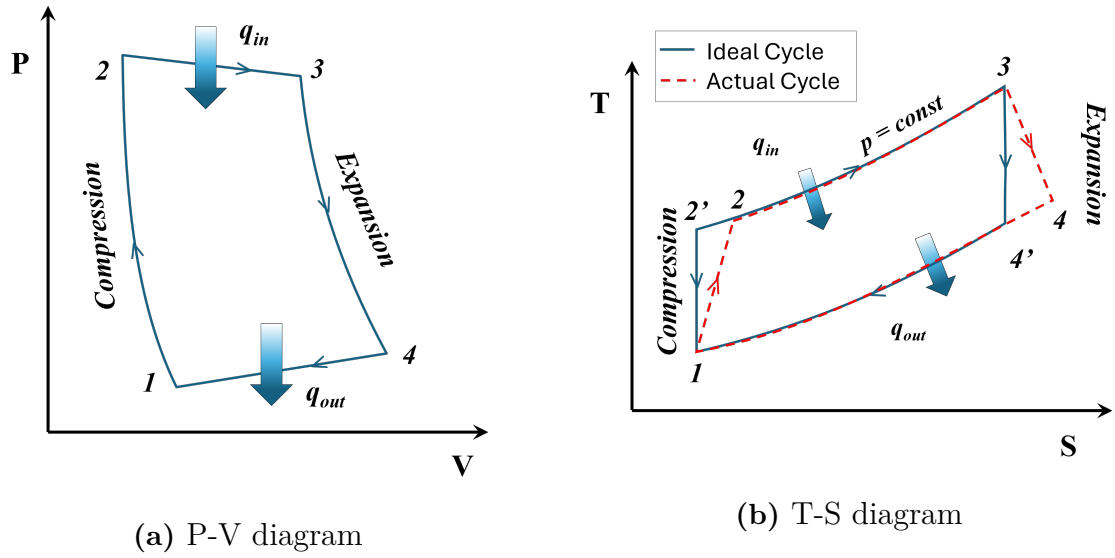 P
2
q_in
3
Compression
Expansion
1
4
q_out
V
(a) P-V diagram
Ideal Cycle
Actual Cycle
T
3
p = const
q_in
2'
2
Compression
Expansion
4
4'
q_out
1
S
(b) T-S diagram